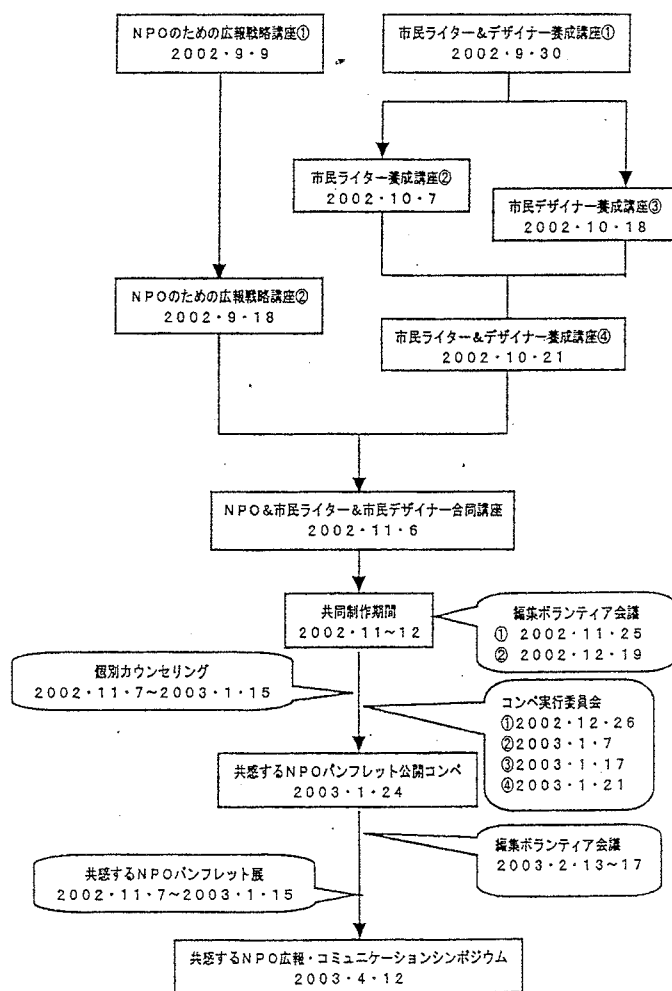 NPOのための広報戦略講座①
2002・9・9
市民ライター&デザイナー養成講座①
2002・9・30
市民ライター養成講座②
2002・10・7
市民デザイナー養成講座③
2002・10・18
NPOのための広報戦略講座②
2002・9・18
市民ライター&デザイナー養成講座④
2002・10・21
NPO&市民ライター&市民デザイナー合同講座
2002・11・6
共同制作期間
2002・11~12
編集ボランティア会議
① 2002・11・25
② 2002・12・19
個別カウンセリング
2002・11・7~2003・1・15
コンペ実行委員会
①2002・12・26
②2003・1・7
③2003・1・17
④2003・1・21
共感するNPOパンフレット公開コンペ
2003・1・24
編集ボランティア会議
2003・2・13~17
共感するNPOパンフレット展
2002・11・7~2003・1・15
共感するNPO広報・コミュニケーションシンポジウム
2003・4・12